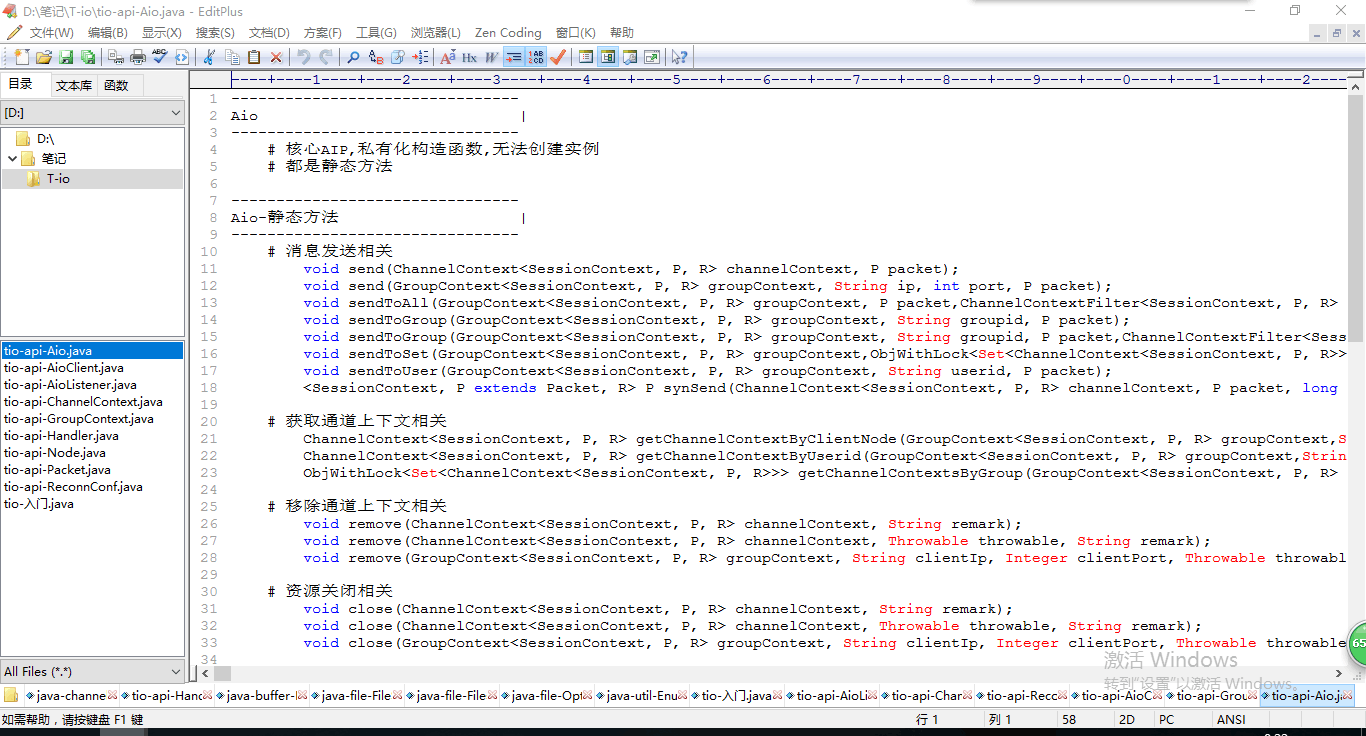 D:\笔记\T-io\tio-api-Aio.java - EditPlus
文件(W) 编辑(B) 显示(X) 搜索(S) 文档(D) 方案(F) 工具(G) 浏览器(L) Zen Coding 窗口(K) 帮助
目录 文本库 函数
[D:]
D:\
笔记
T-io
tio-api-Aio.java
tio-api-AioClient.java
tio-api-AioListener.java
tio-api-ChannelContext.java
tio-api-GroupContext.java
tio-api-Handler.java
tio-api-Node.java
tio-api-Packet.java
tio-api-ReconnConf.java
tio-入门.java
All Files (*.*)
----+----1----+----2----+----3----+----4----+----5----+----6----+----7----+----8----+----9----+----0----+----1----+----2----
1 --------------------------------
2 Aio |
3 --------------------------------
4 # 核心AIP,私有化构造函数,无法创建实例
5 # 都是静态方法
6
7 --------------------------------
8 Aio-静态方法 |
9 --------------------------------
10 # 消息发送相关
11 void send(ChannelContext<SessionContext, P, R> channelContext, P packet);
12 void send(GroupContext<SessionContext, P, R> groupContext, String ip, int port, P packet);
13 void sendToAll(GroupContext<SessionContext, P, R> groupContext, P packet,ChannelContextFilter<SessionContext, P, R>
14 void sendToGroup(GroupContext<SessionContext, P, R> groupContext, String groupid, P packet);
15 void sendToGroup(GroupContext<SessionContext, P, R> groupContext, String groupid, P packet,ChannelContextFilter<Sess
16 void sendToSet(GroupContext<SessionContext, P, R> groupContext,ObjWithLock<Set<ChannelContext<SessionContext, P, R>>
17 void sendToUser(GroupContext<SessionContext, P, R> groupContext, String userid, P packet);
18 <SessionContext, P extends Packet, R> P synSend(ChannelContext<SessionContext, P, R> channelContext, P packet, long
19
20 # 获取通道上下文相关
21 ChannelContext<SessionContext, P, R> getChannelContextByClientNode(GroupContext<SessionContext, P, R> groupContext,S
22 ChannelContext<SessionContext, P, R> getChannelContextByUserid(GroupContext<SessionContext, P, R> groupContext,Strin
23 ObjWithLock<Set<ChannelContext<SessionContext, P, R>>> getChannelContextsByGroup(GroupContext<SessionContext, P, R>
24
25 # 移除通道上下文相关
26 void remove(ChannelContext<SessionContext, P, R> channelContext, String remark);
27 void remove(ChannelContext<SessionContext, P, R> channelContext, Throwable throwable, String remark);
28 void remove(GroupContext<SessionContext, P, R> groupContext, String clientIp, Integer clientPort, Throwable throwabl
29
30 # 资源关闭相关
31 void close(ChannelContext<SessionContext, P, R> channelContext, String remark);
32 void close(ChannelContext<SessionContext, P, R> channelContext, Throwable throwable, String remark);
33 void close(GroupContext<SessionContext, P, R> groupContext, String clientIp, Integer clientPort, Throwable throwable
34
65
激活 Windows
转到"设置"以激活 Windows。
java-channe tio-api-Hand java-buffer- java-file-File java-file-File java-file-Opt java-util-Enu tio-入门.java tio-api-AioLi tio-api-Char tio-api-Reco tio-api-AioC tio-api-Grou tio-api-Aio.j
如需帮助，请按键盘 F1 键 行 1 列 1 58 2D PC ANSI